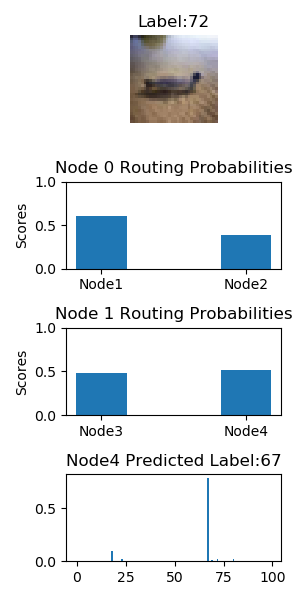 Label:72
Node 0 Routing Probabilities
1.0
0.5
0.0
Scores
Node1 Node2
Node 1 Routing Probabilities
1.0
0.5
0.0
Scores
Node3 Node4
Node4 Predicted Label:67
0.5
0.0
0 25 50 75 100